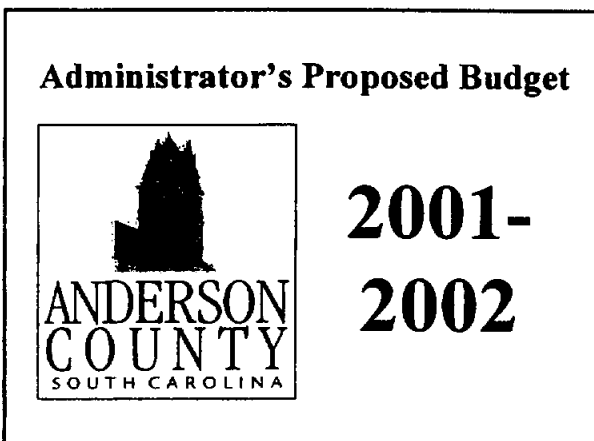 Administrator's Proposed Budget
ANDERSON
COUNTY
SOUTH CAROLINA
2001-
2002